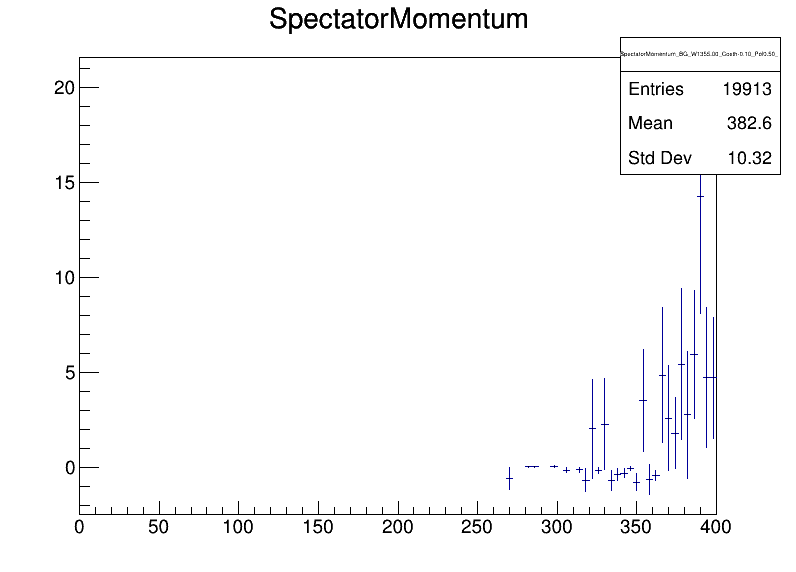 SpectatorMomentum
SpectatorMomentum_BG_W1355.00_Costh-0.10_Pol0.50_
Entries 19913
Mean 382.6
Std Dev 10.32
20
15
10
5
0
0 50 100 150 200 250 300 350 400